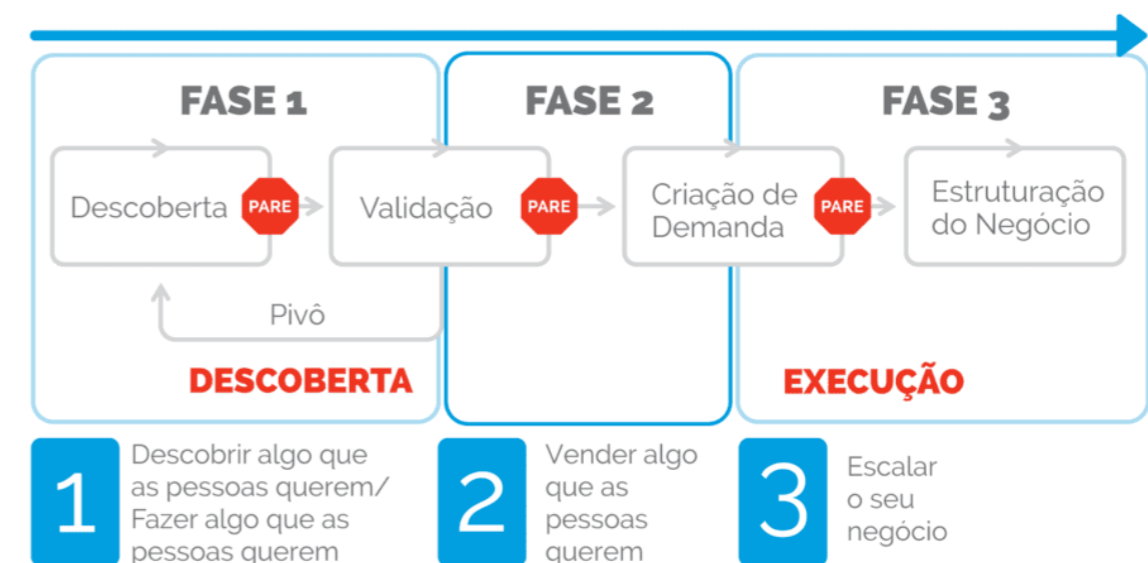 FASE 1
FASE 2
FASE 3
Descoberta
PARE
Validação
PARE
Criação de
Demanda
PARE
Estruturação
do Negócio
Pivô
DESCOBERTA
EXECUÇÃO
1
Descobrir algo que
as pessoas querem/
Fazer algo que as
pessoas querem
2
Vender algo
que as
pessoas
querem
3
Escalar
o seu
negócio